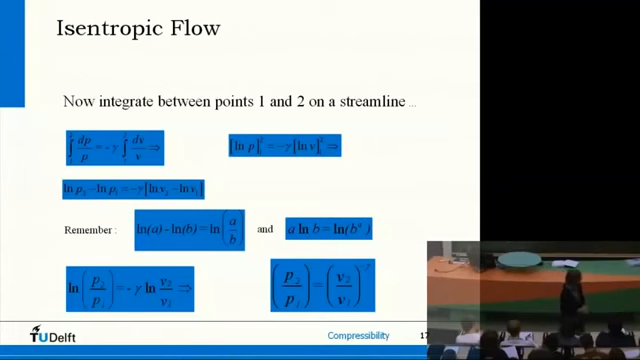 Isentropic Flow
Now integrate between points 1 and 2 on a streamline ...
∫₁² dp/p = -γ ∫₁² dv/v ⇒
[ln p]₁² = -γ[ln v]₁² ⇒
ln p₂ - ln p₁ = -γ[ln v₂ - ln v₁]
Remember : ln(a) - ln(b) = ln(a/b) and a ln b = ln(bᵃ)
ln(p₂/p₁) = - γ ln v₂/v₁ ⇒
(p₂/p₁) = (v₂/v₁)^-γ
TU Delft
Compressibility 17